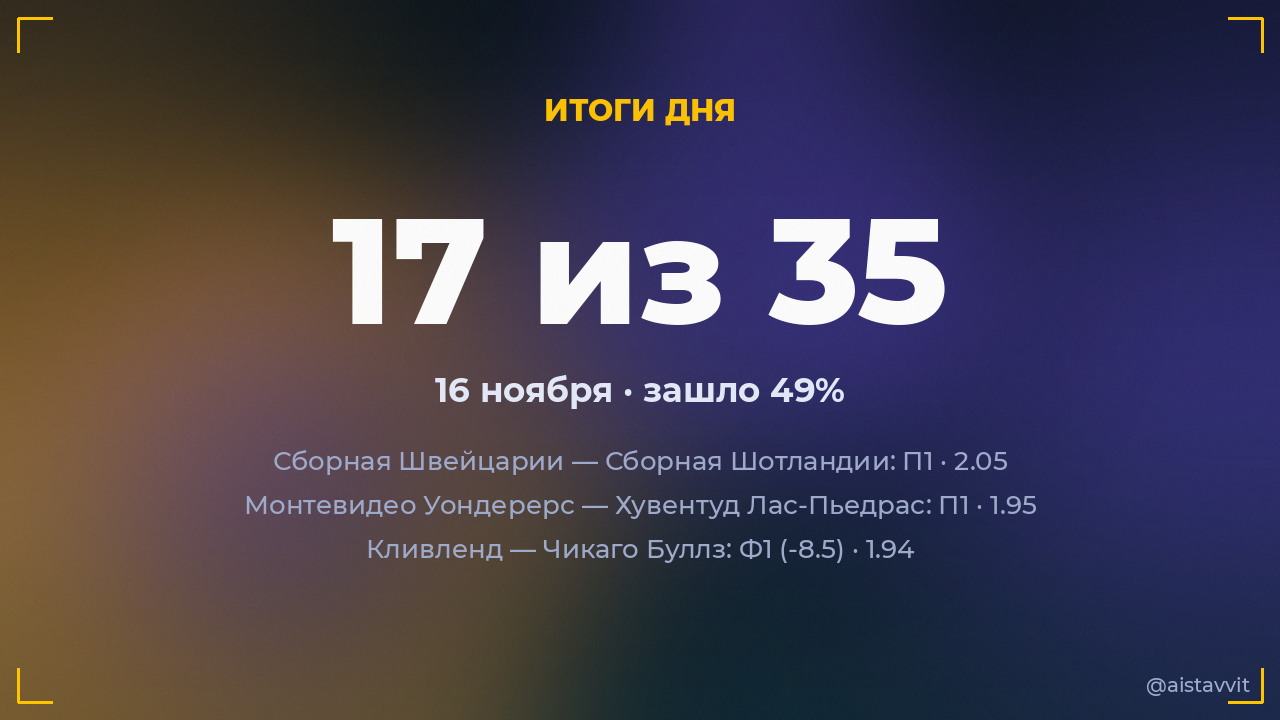 ИТОГИ ДНЯ
17 из 35
16 ноября · зашло 49%
Сборная Швейцарии — Сборная Шотландии: П1 · 2.05
Монтевидео Уондерерс — Хувентуд Лас-Пьедрас: П1 · 1.95
Кливленд — Чикаго Буллз: Ф1 (-8.5) · 1.94
@aistavvit